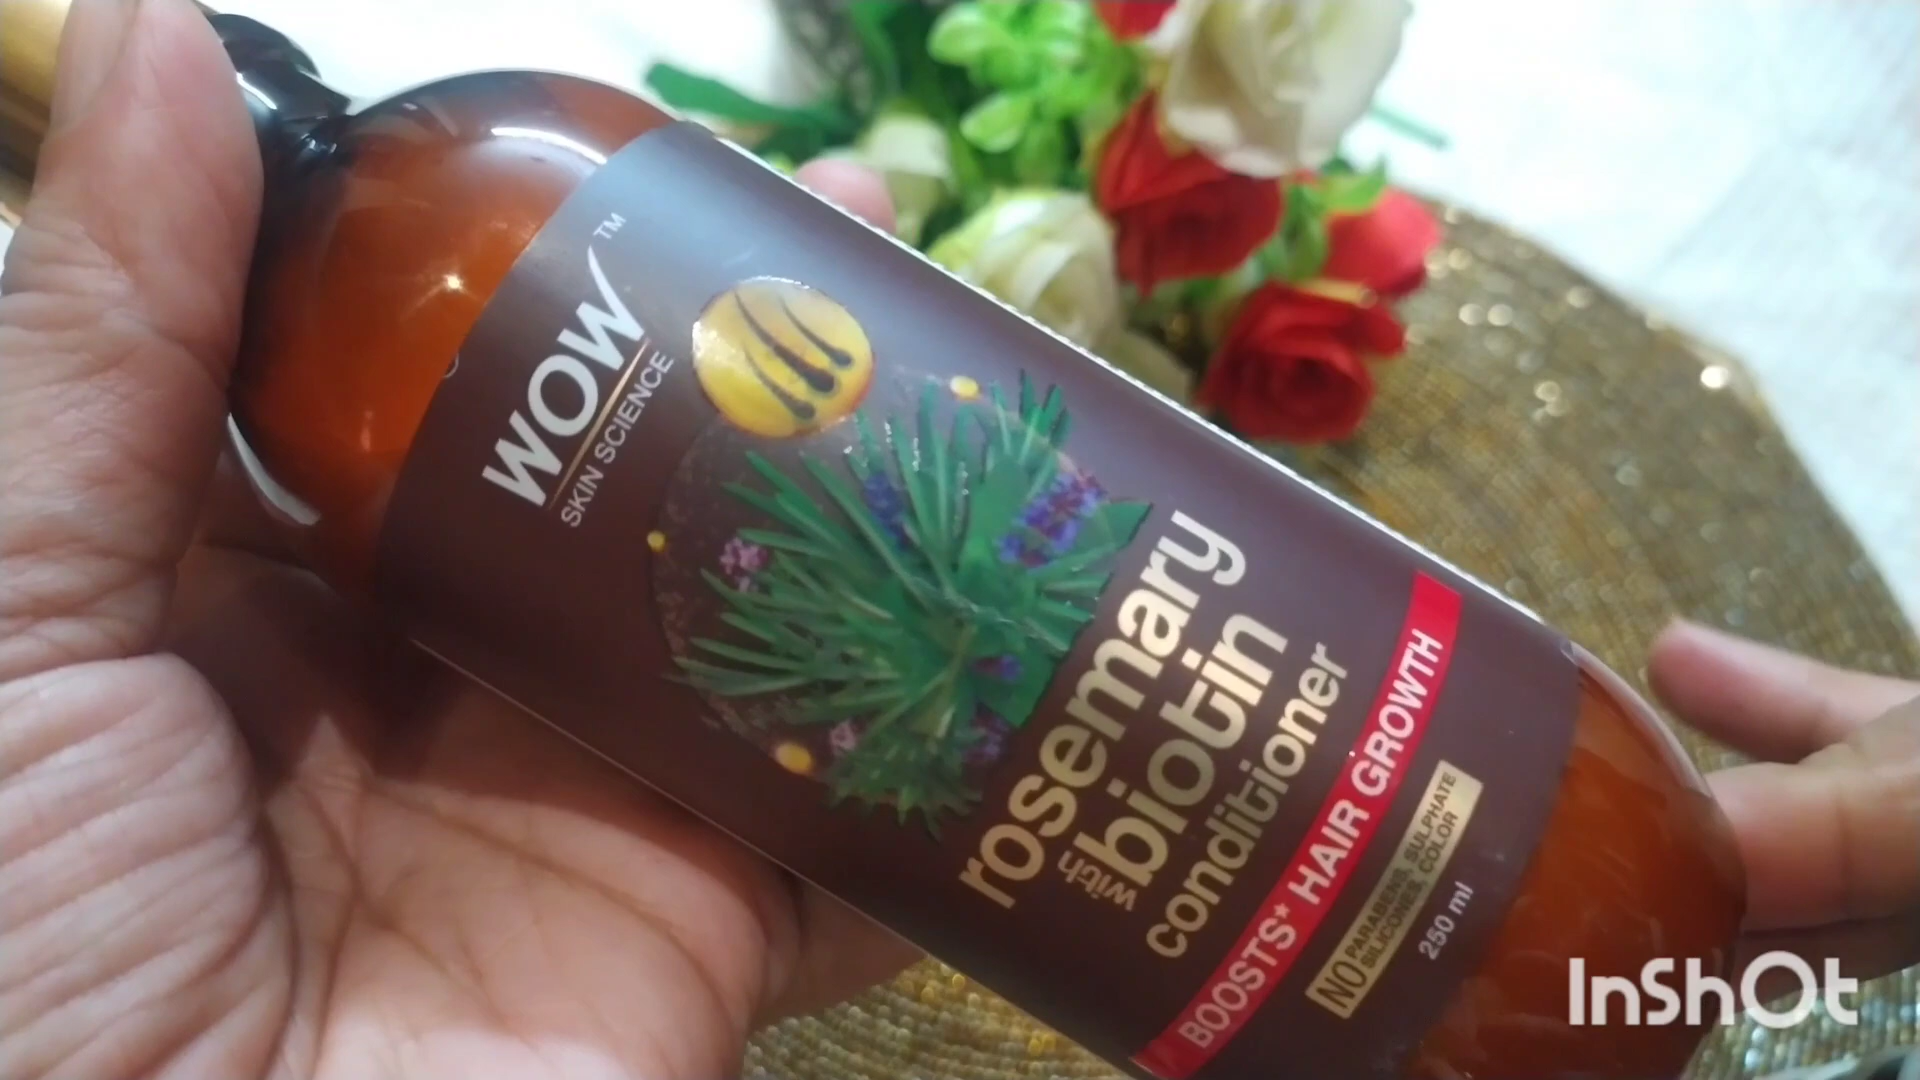 WOW™
SKIN SCIENCE
rosemary
with
biotin
conditioner
BOOSTS* HAIR GROWTH
NO PARABENS, SULPHATE
SILICONES, COLOR
250 ml
InShOt